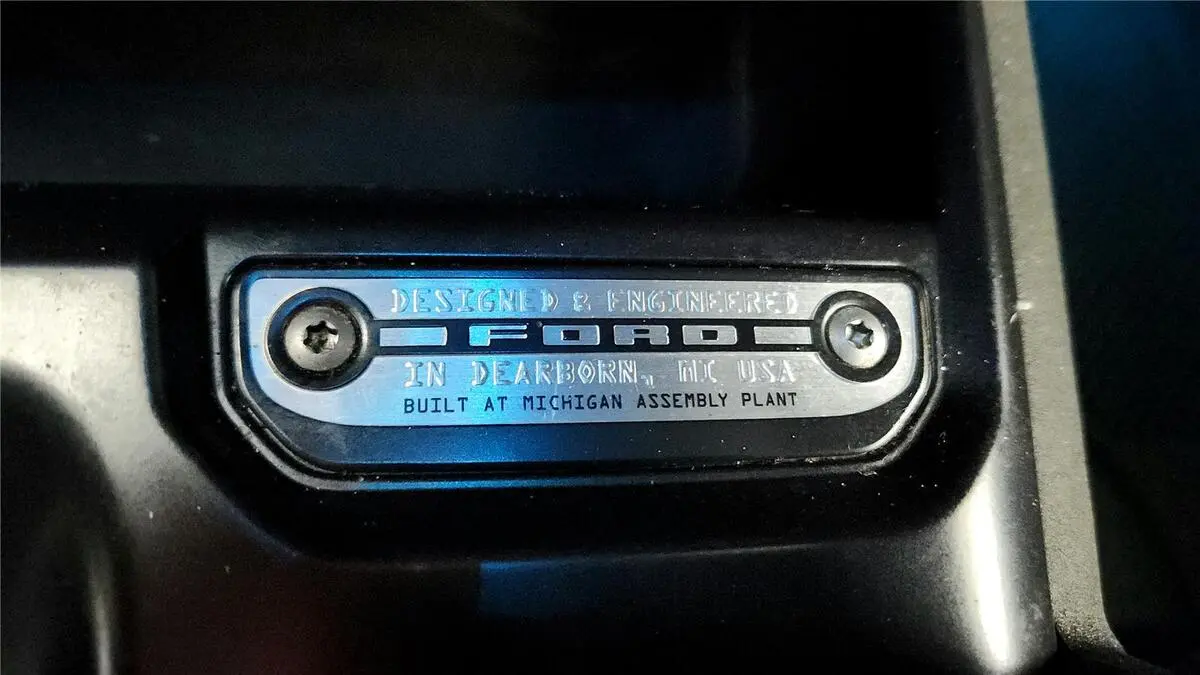 DESIGNED & ENGINEERED
FORD
IN DEARBORN, MI USA
BUILT AT MICHIGAN ASSEMBLY PLANT